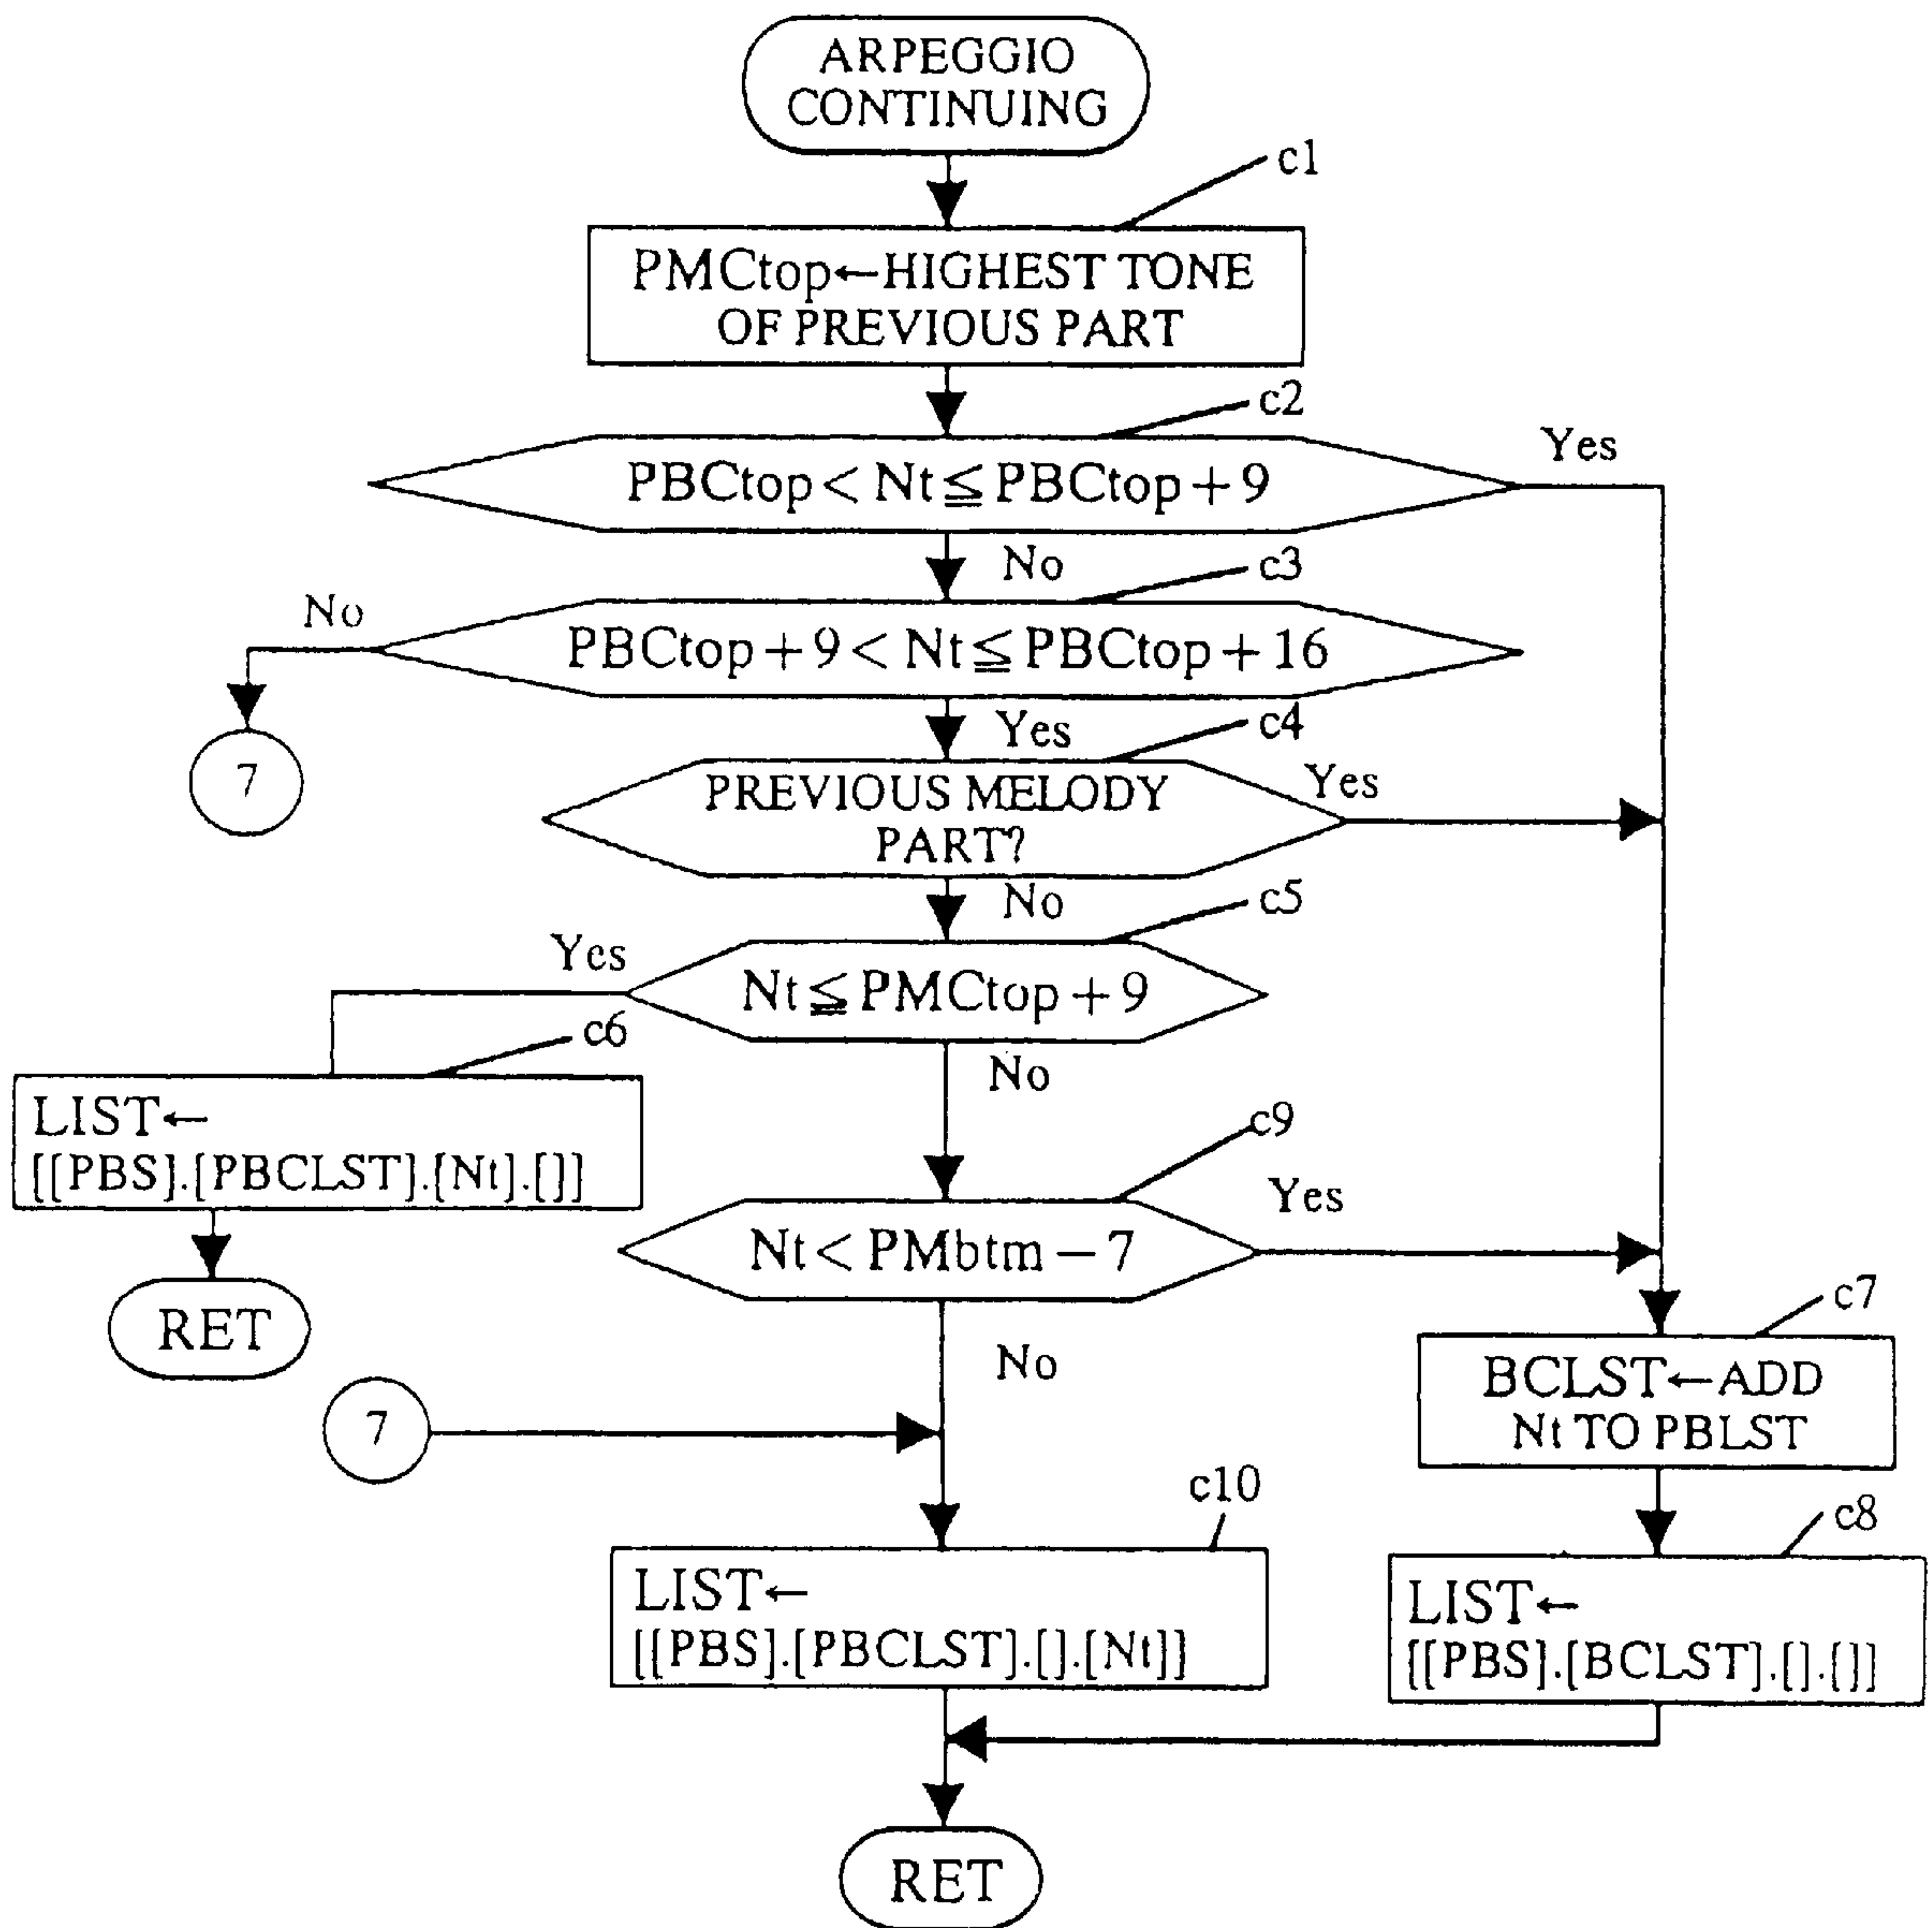 ARPEGGIO
CONTINUING
c1
PMCtop←HIGHEST TONE
OF PREVIOUS PART
c2
PBCtop < Nt ≦ PBCtop + 9
Yes
No
c3
No
PBCtop + 9 < Nt ≦ PBCtop + 16
7
Yes
c4
PREVIOUS MELODY
PART?
Yes
No
c5
Yes
Nt ≦ PMCtop + 9
c6
No
LIST←
[[PBS].[PBCLST].[Nt].[]]
RET
c9
Nt < PMbtm − 7
Yes
No
7
c7
BCLST←ADD
Nt TO PBLST
c10
LIST←
[[PBS].[PBCLST].[].[Nt]]
c8
LIST←
[[PBS].[BCLST].[].[]]
RET